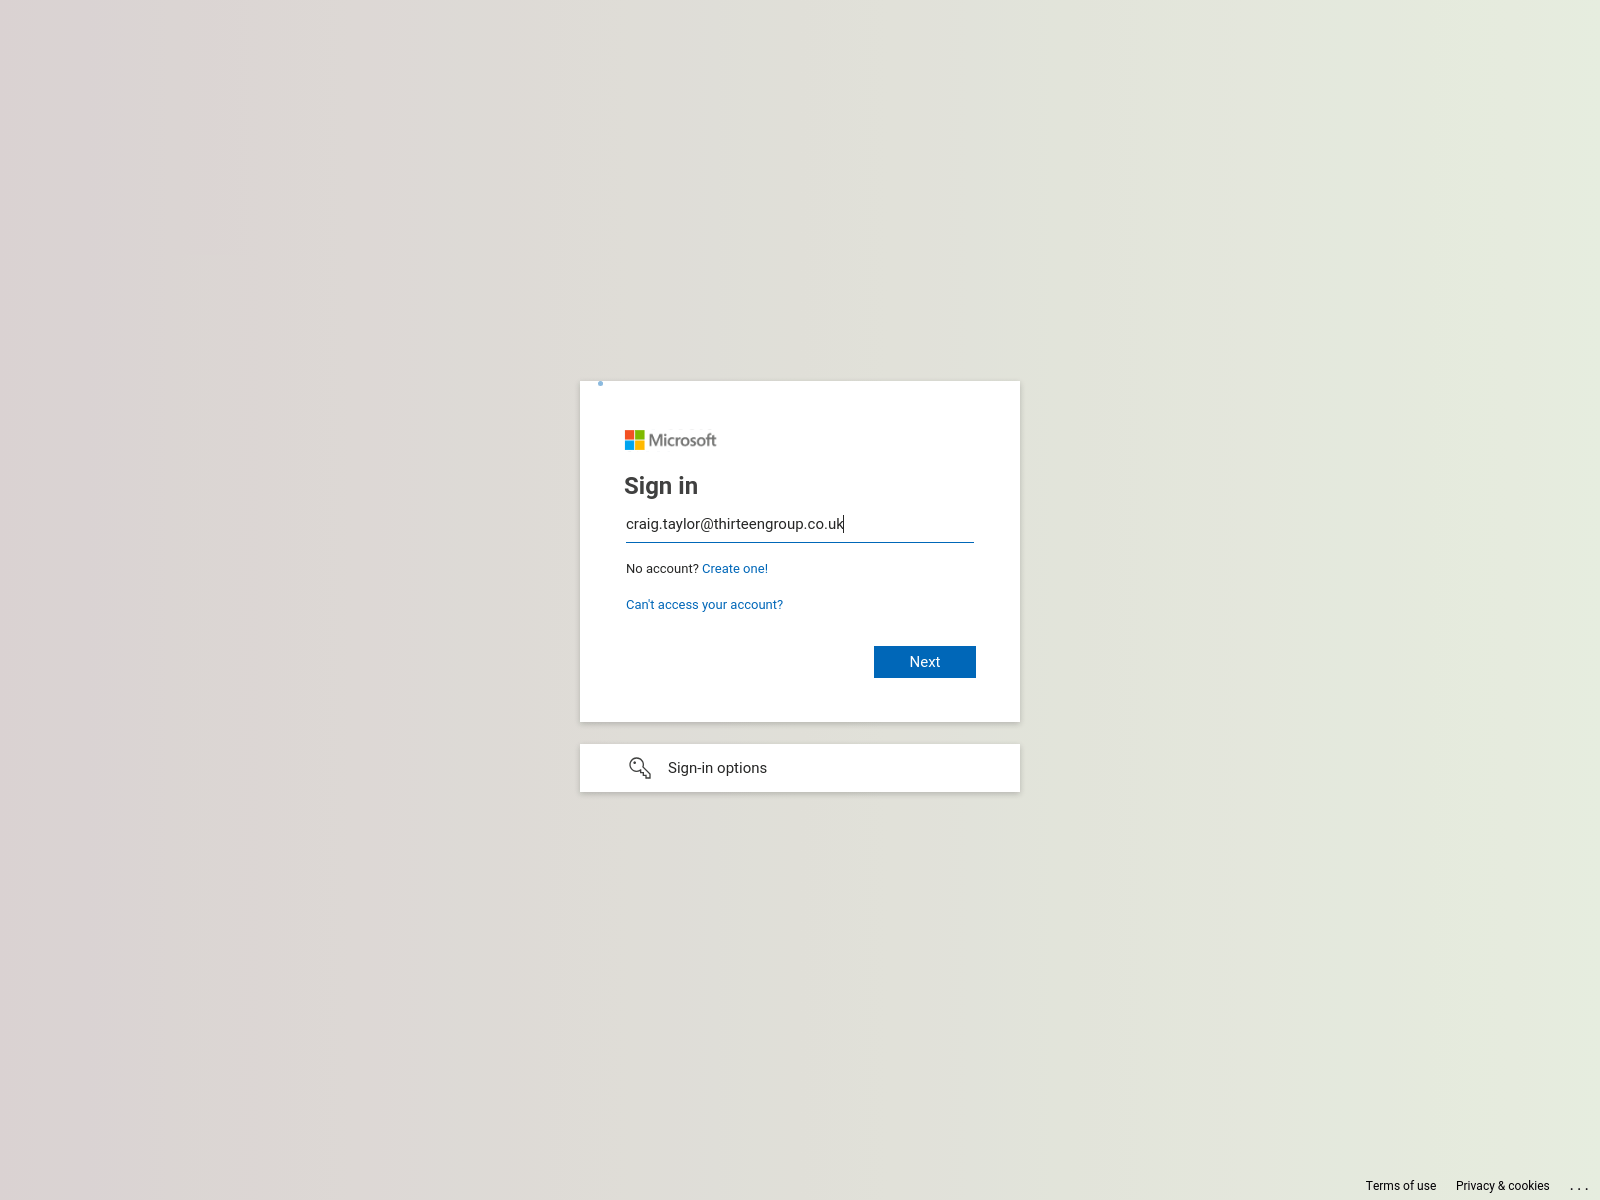 Microsoft
Sign in
craig.taylor@thirteengroup.co.uk
No account? Create one!
Can't access your account?
Next
Sign-in options
Terms of use Privacy & cookies ...